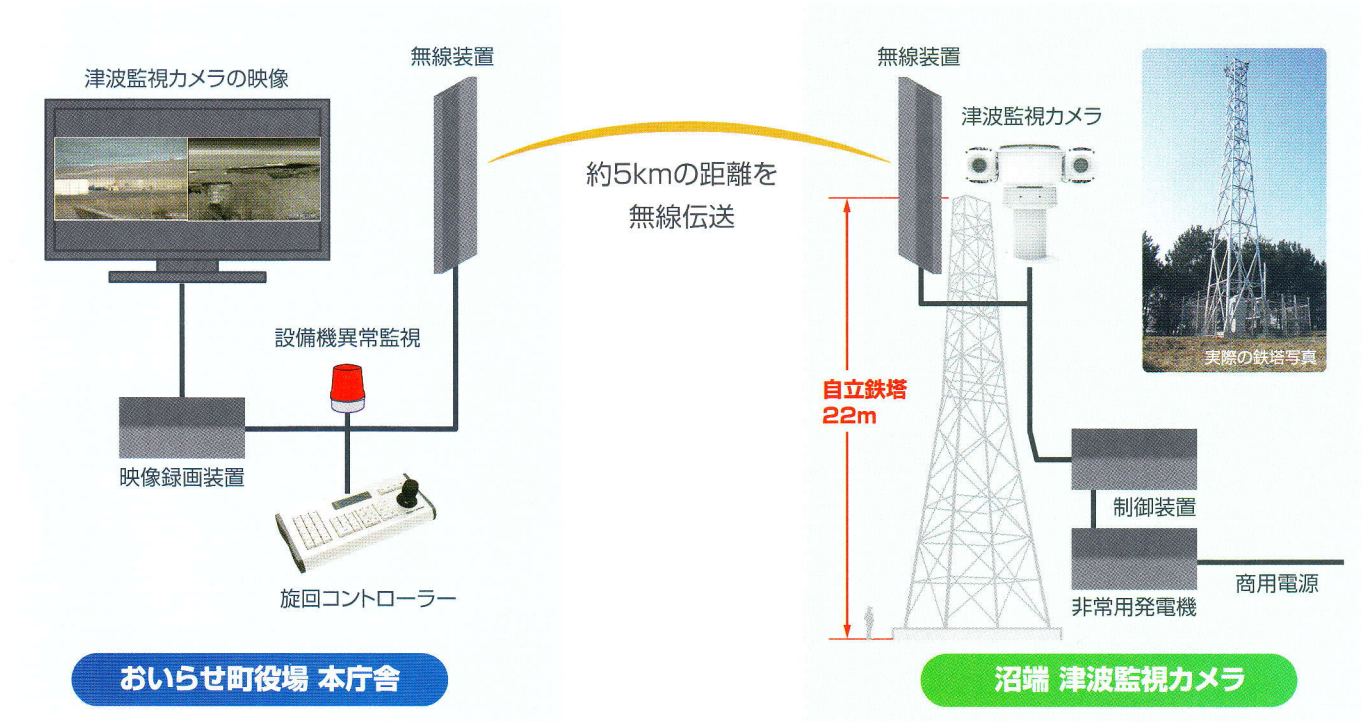 無線装置
津波監視カメラの映像
約5kmの距離を
無線伝送
設備機異常監視
映像録画装置
旋回コントローラー
おいらせ町役場 本庁舎
無線装置
津波監視カメラ
実際の鉄塔写真
自立鉄塔
22m
制御装置
非常用発電機
商用電源
沼端 津波監視カメラ